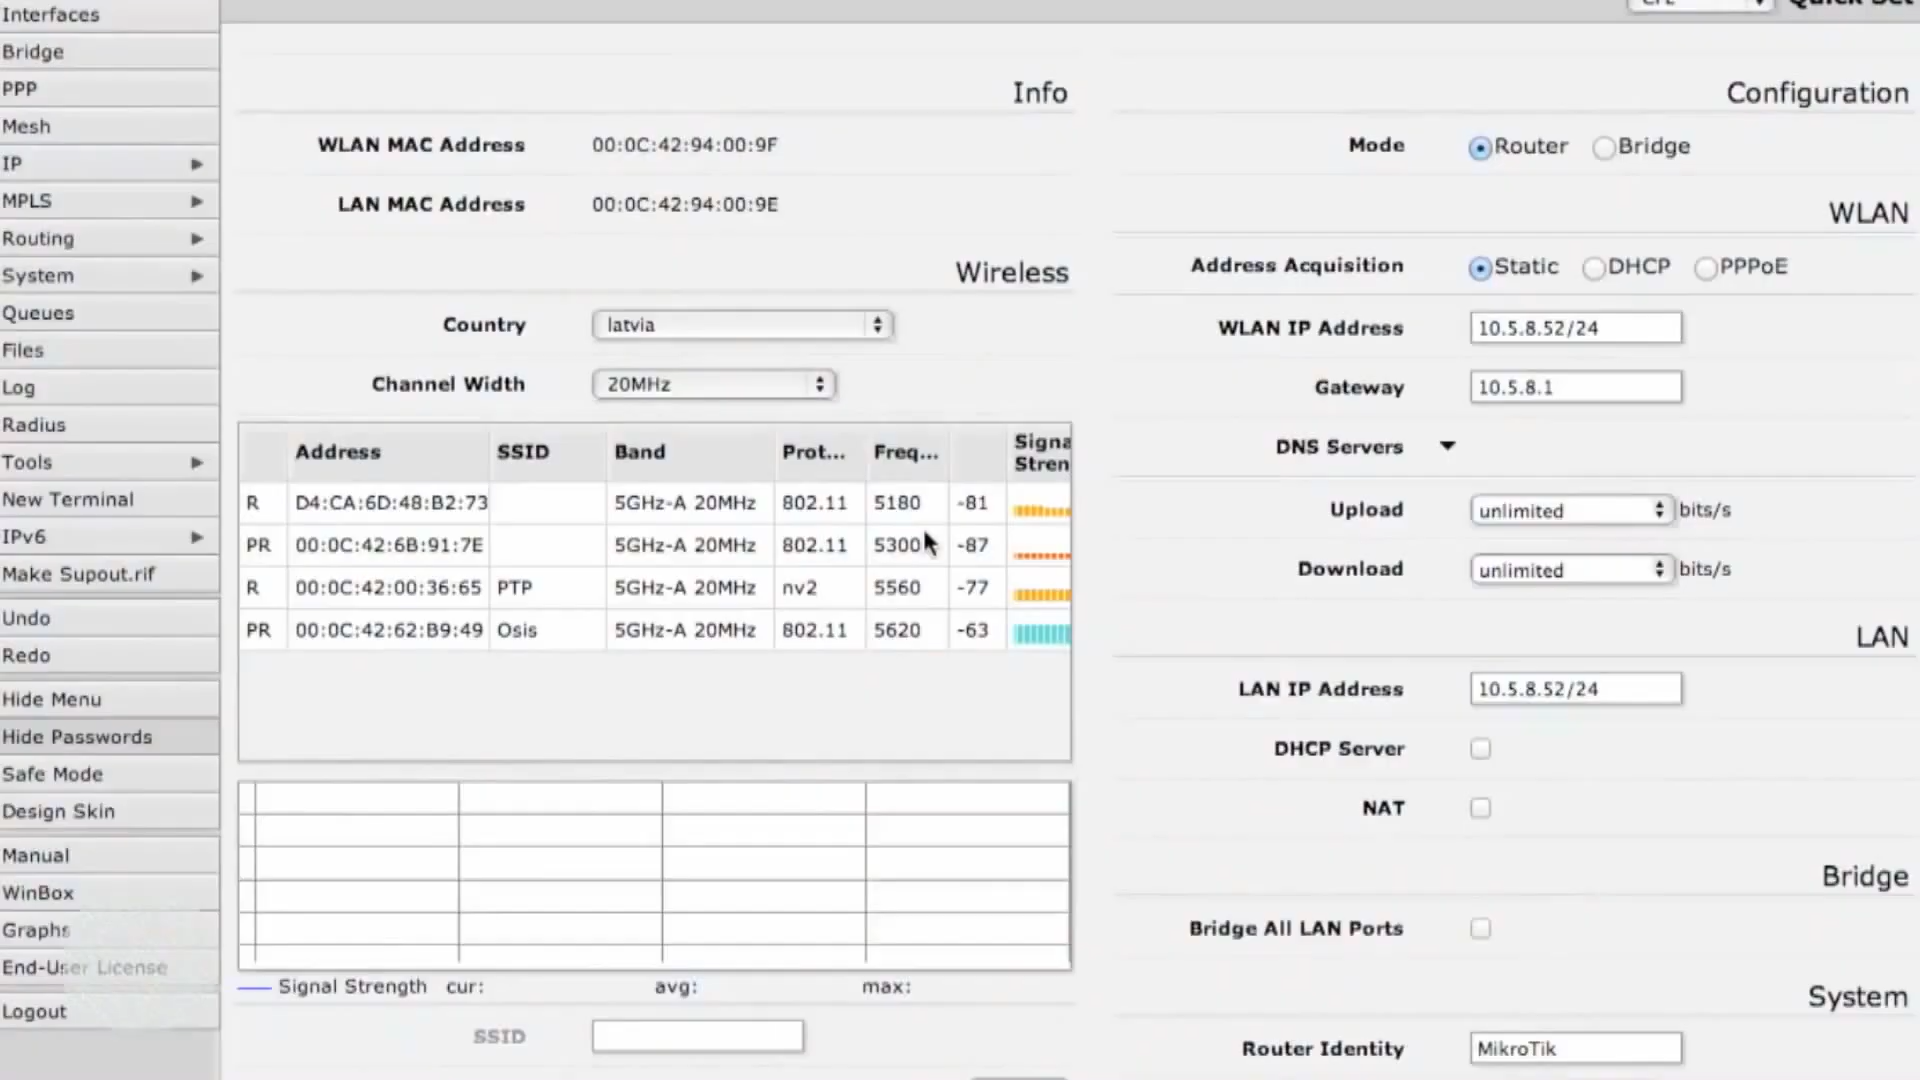 Interfaces
Bridge
PPP
Mesh
IP
MPLS
Routing
System
Queues
Files
Log
Radius
Tools
New Terminal
IPv6
Make Supout.rif
Undo
Redo
Hide Menu
Hide Passwords
Safe Mode
Design Skin
Manual
WinBox
Graphs
End-User License
Logout
Info
WLAN MAC Address 00:0C:42:94:00:9F
LAN MAC Address 00:0C:42:94:00:9E
Wireless
Country latvia
Channel Width 20MHz
Address SSID Band Prot... Freq... Signa
Stren
R D4:CA:6D:48:B2:73 5GHz-A 20MHz 802.11 5180 -81
PR 00:0C:42:6B:91:7E 5GHz-A 20MHz 802.11 5300 -87
R 00:0C:42:00:36:65 PTP 5GHz-A 20MHz nv2 5560 -77
PR 00:0C:42:62:B9:49 Osis 5GHz-A 20MHz 802.11 5620 -63
Signal Strength cur: avg: max:
SSID
Quick Set
Configuration
Mode Router Bridge
WLAN
Address Acquisition Static DHCP PPPoE
WLAN IP Address 10.5.8.52/24
Gateway 10.5.8.1
DNS Servers
Upload unlimited bits/s
Download unlimited bits/s
LAN
LAN IP Address 10.5.8.52/24
DHCP Server
NAT
Bridge
Bridge All LAN Ports
System
Router Identity MikroTik